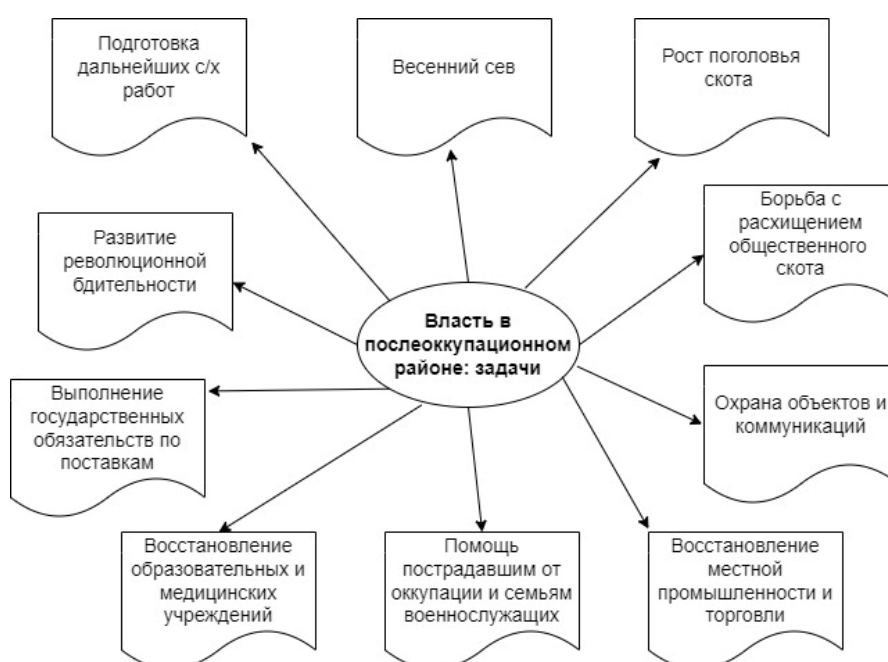 Подготовка
дальнейших с/х
работ
Весенний сев
Рост поголовья
скота
Развитие
революционной
бдительности
Борьба с
расхищением
общественного
скота
Власть в
послеоккупационном
районе: задачи
Выполнение
государственных
обязательств по
поставкам
Охрана объектов и
коммуникаций
Восстановление
образовательных и
медицинских
учреждений
Помощь
пострадавшим от
оккупации и семьям
военнослужащих
Восстановление
местной
промышленности и
торговли